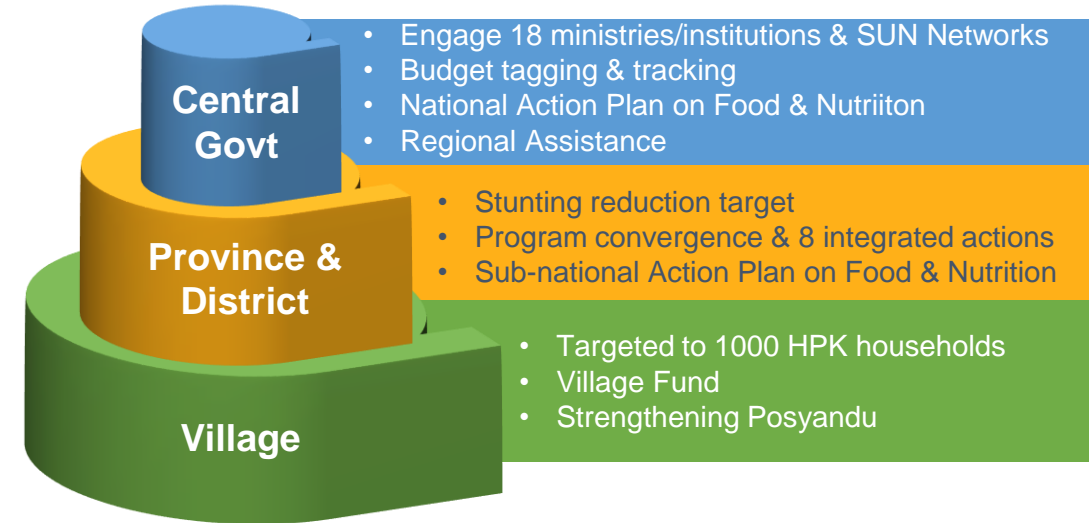 Central
Govt
• Engage 18 ministries/institutions & SUN Networks
• Budget tagging & tracking
• National Action Plan on Food & Nutriiton
• Regional Assistance
Province &
District
• Stunting reduction target
• Program convergence & 8 integrated actions
• Sub-national Action Plan on Food & Nutrition
Village
• Targeted to 1000 HPK households
• Village Fund
• Strengthening Posyandu